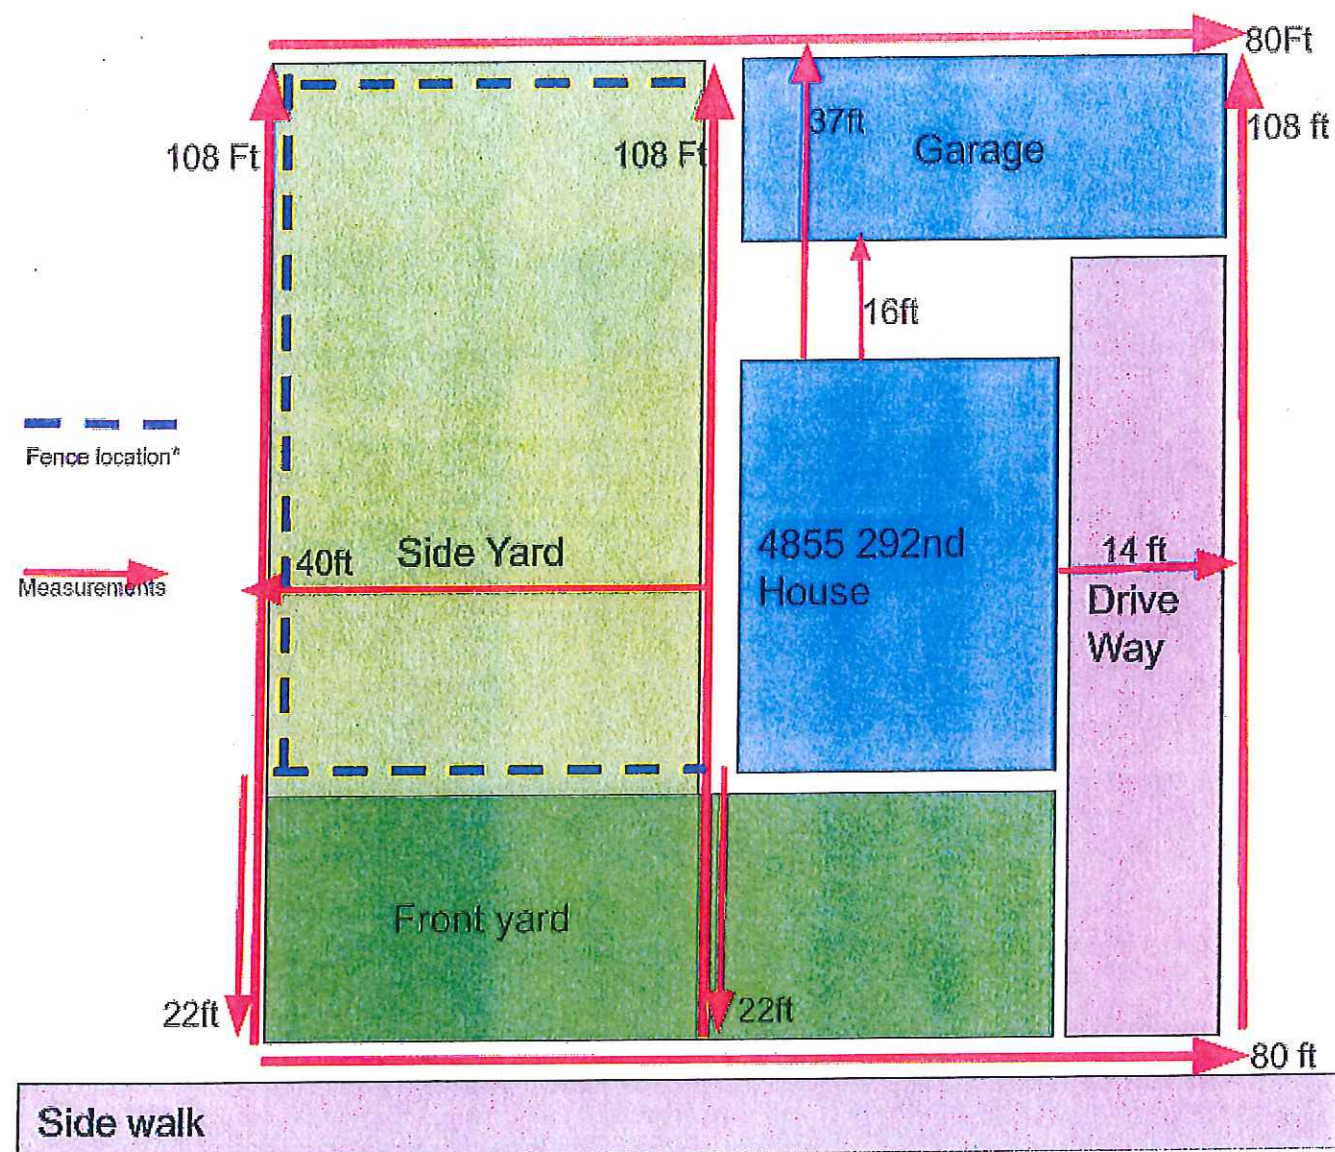 80Ft
37ft
108 ft
108 Ft
108 Ft
Garage
16ft
Fence location*
4855 292nd
House
40ft
Side Yard
14 ft
Drive
Way
Measurements
Front yard
22ft
22ft
80 ft
Side walk